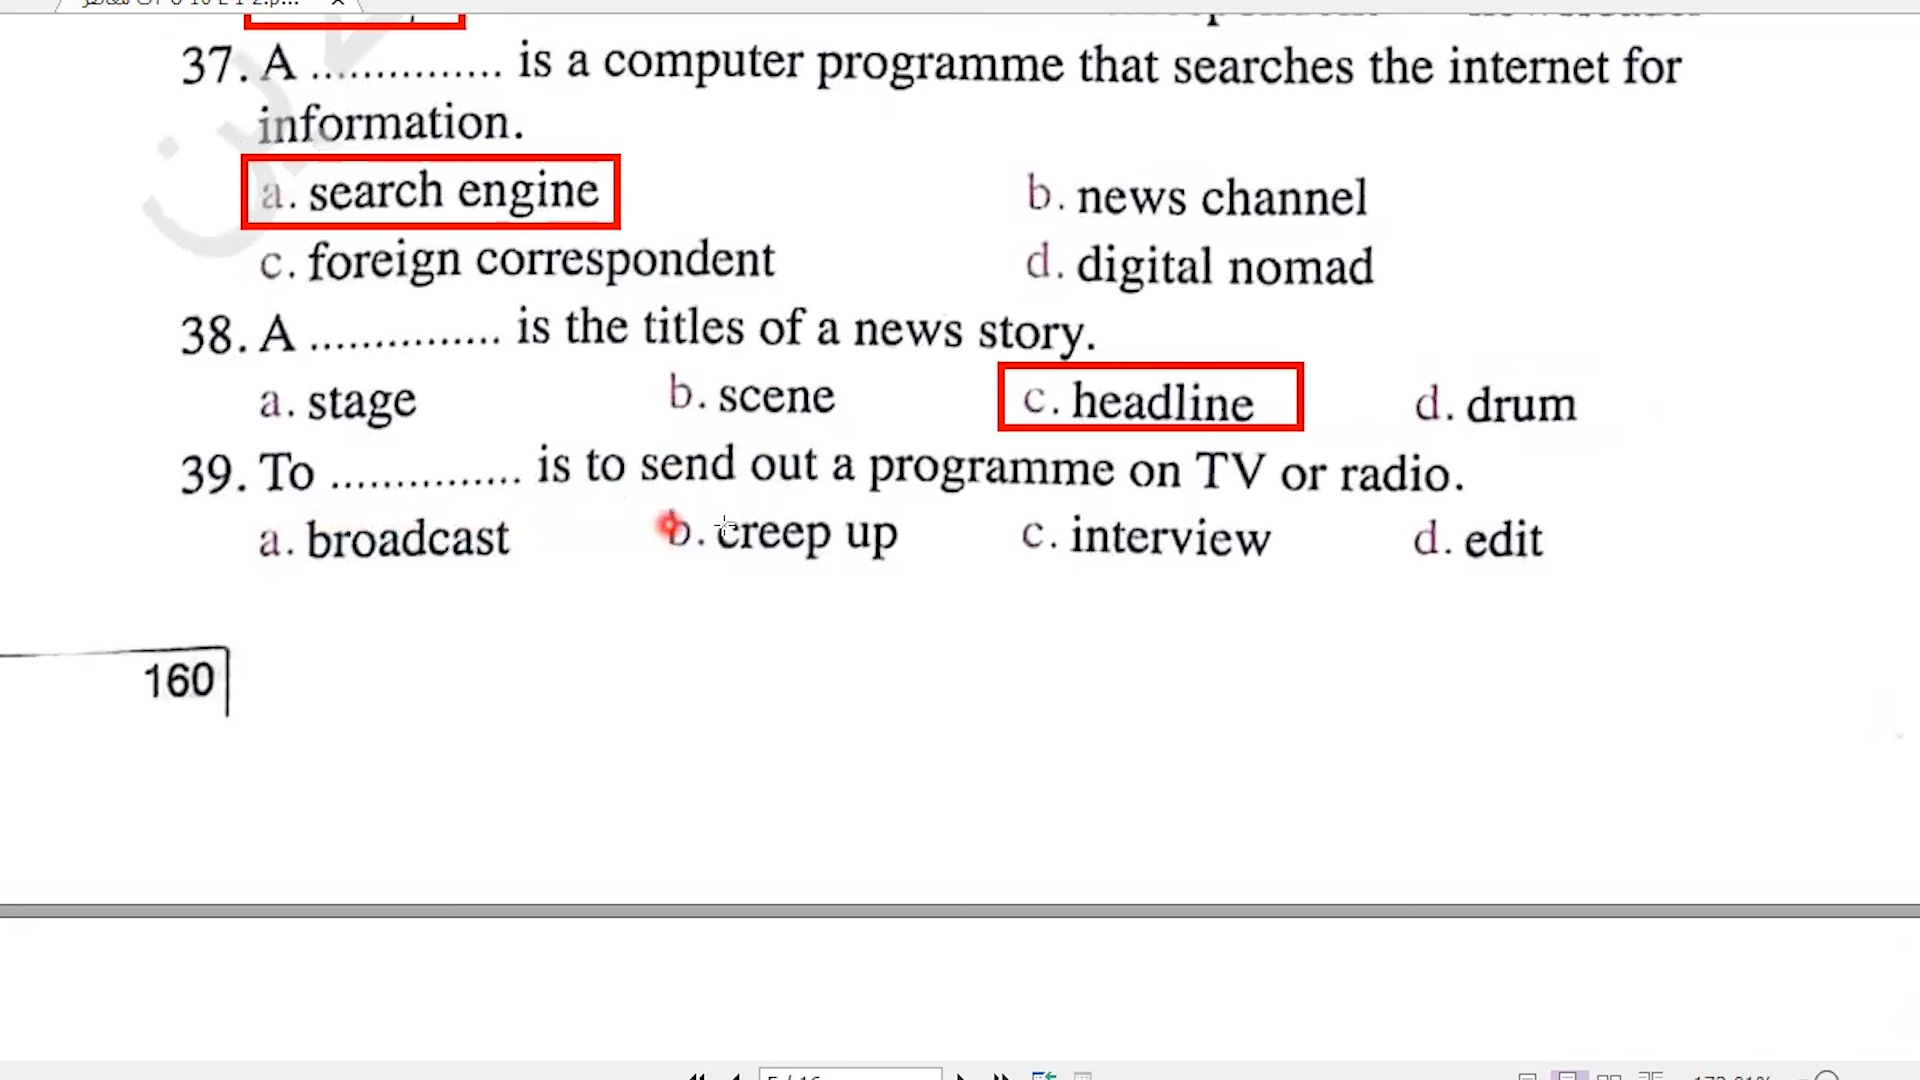 37. A ............... is a computer programme that searches the internet for
information.
a. search engine b. news channel
c. foreign correspondent d. digital nomad
38. A ............... is the titles of a news story.
a. stage b. scene c. headline d. drum
39. To ............... is to send out a programme on TV or radio.
a. broadcast b. creep up c. interview d. edit
160